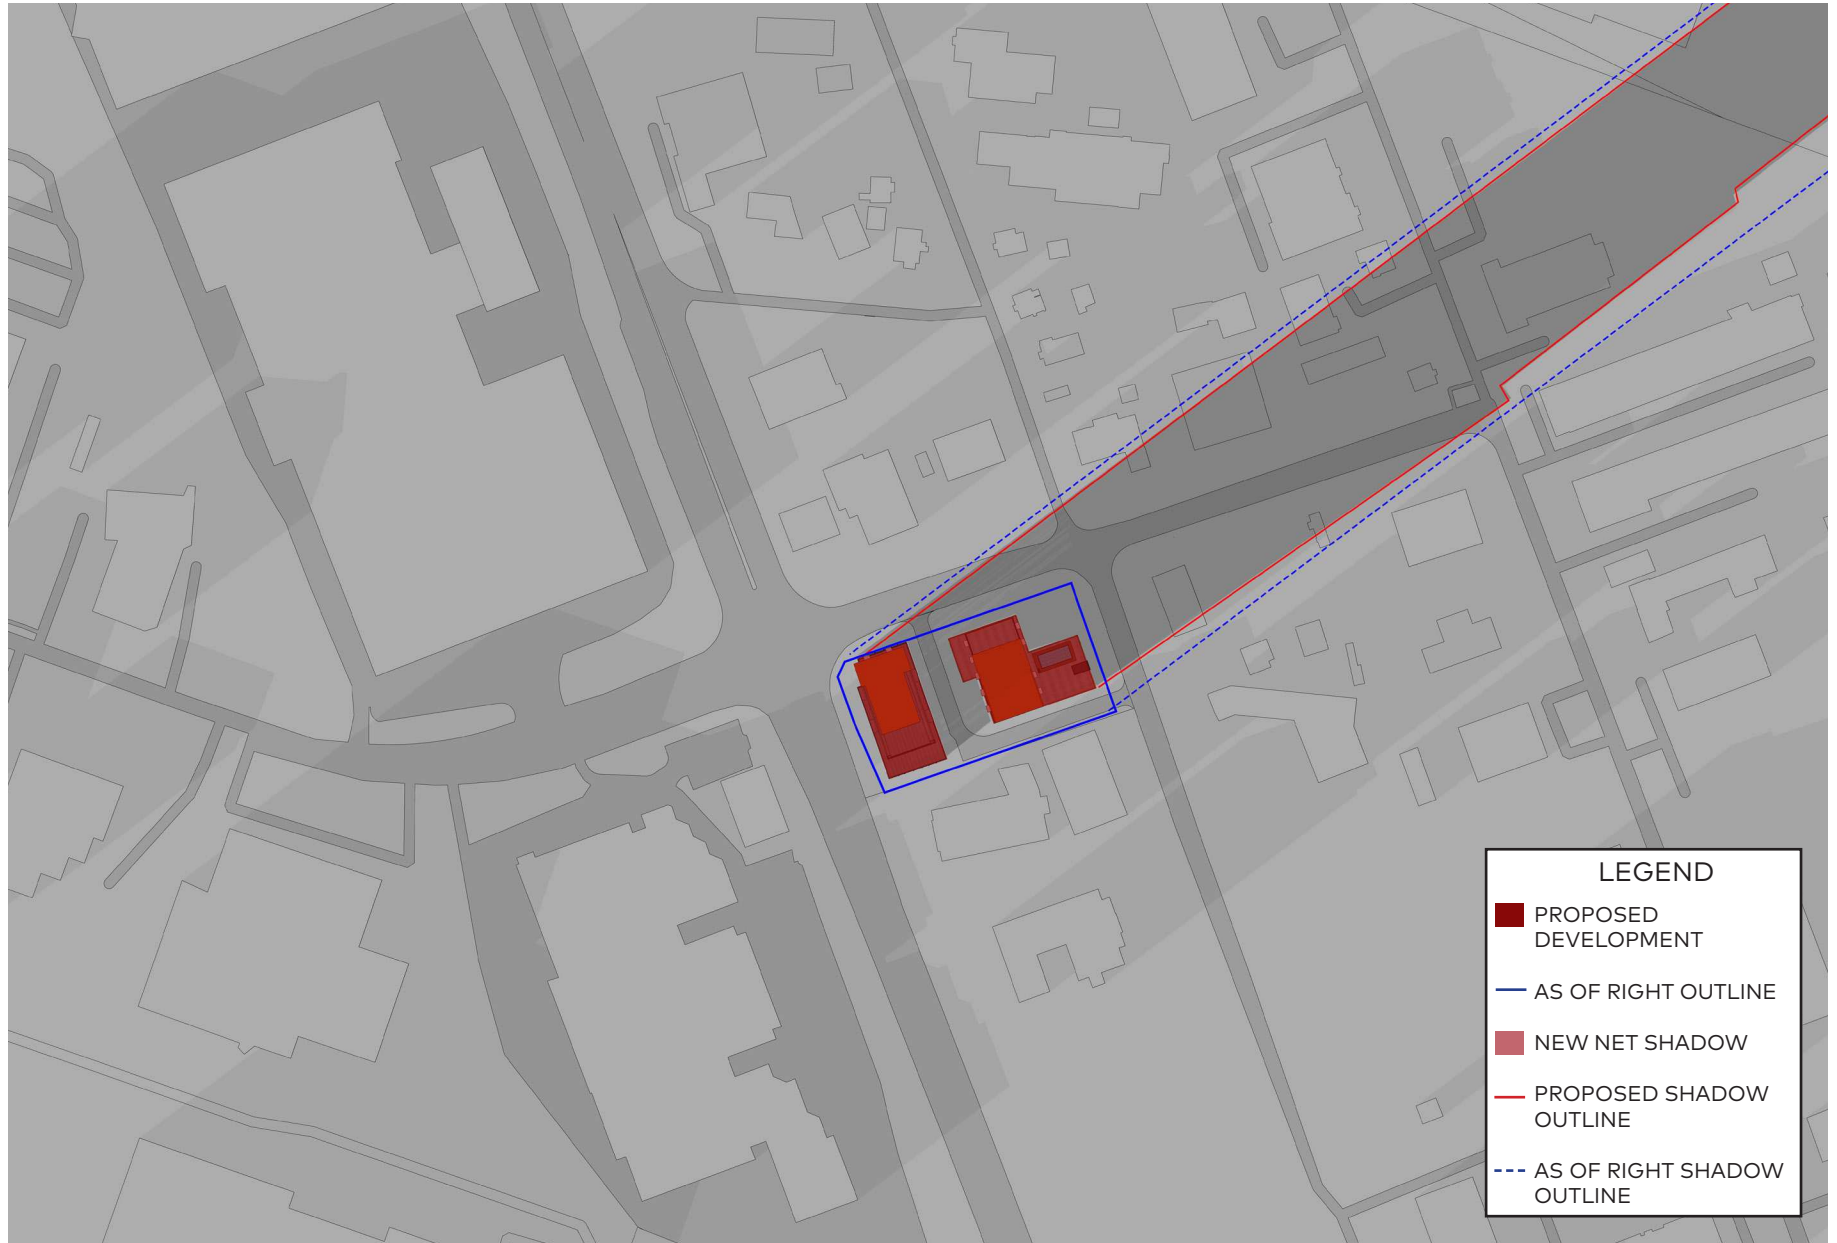 LEGEND
PROPOSED
DEVELOPMENT
AS OF RIGHT OUTLINE
NEW NET SHADOW
PROPOSED SHADOW
OUTLINE
AS OF RIGHT SHADOW
OUTLINE